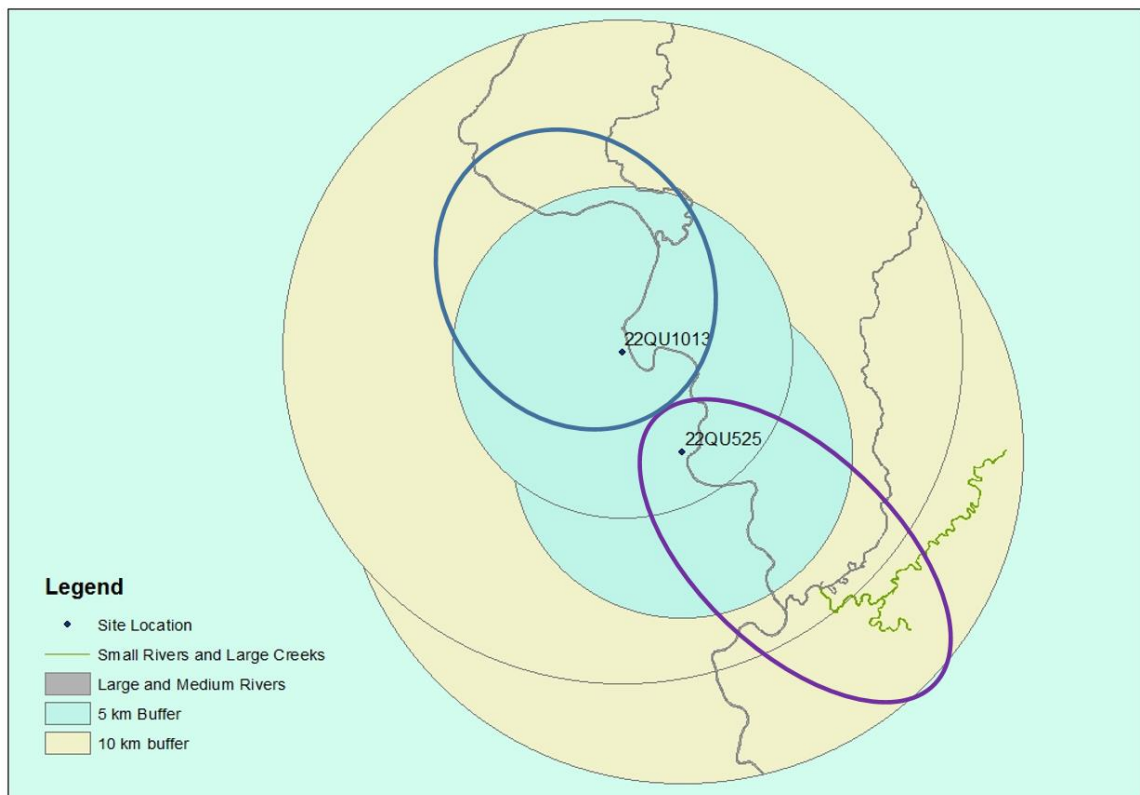 22QU1013
22QU525
Legend
Site Location
Small Rivers and Large Creeks
Large and Medium Rivers
5 km Buffer
10 km buffer